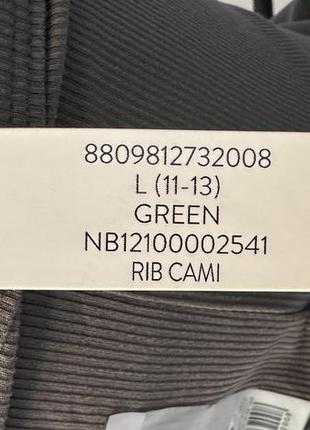 8809812732008
L (11-13)
GREEN
NB12100002541
RIB CAMI